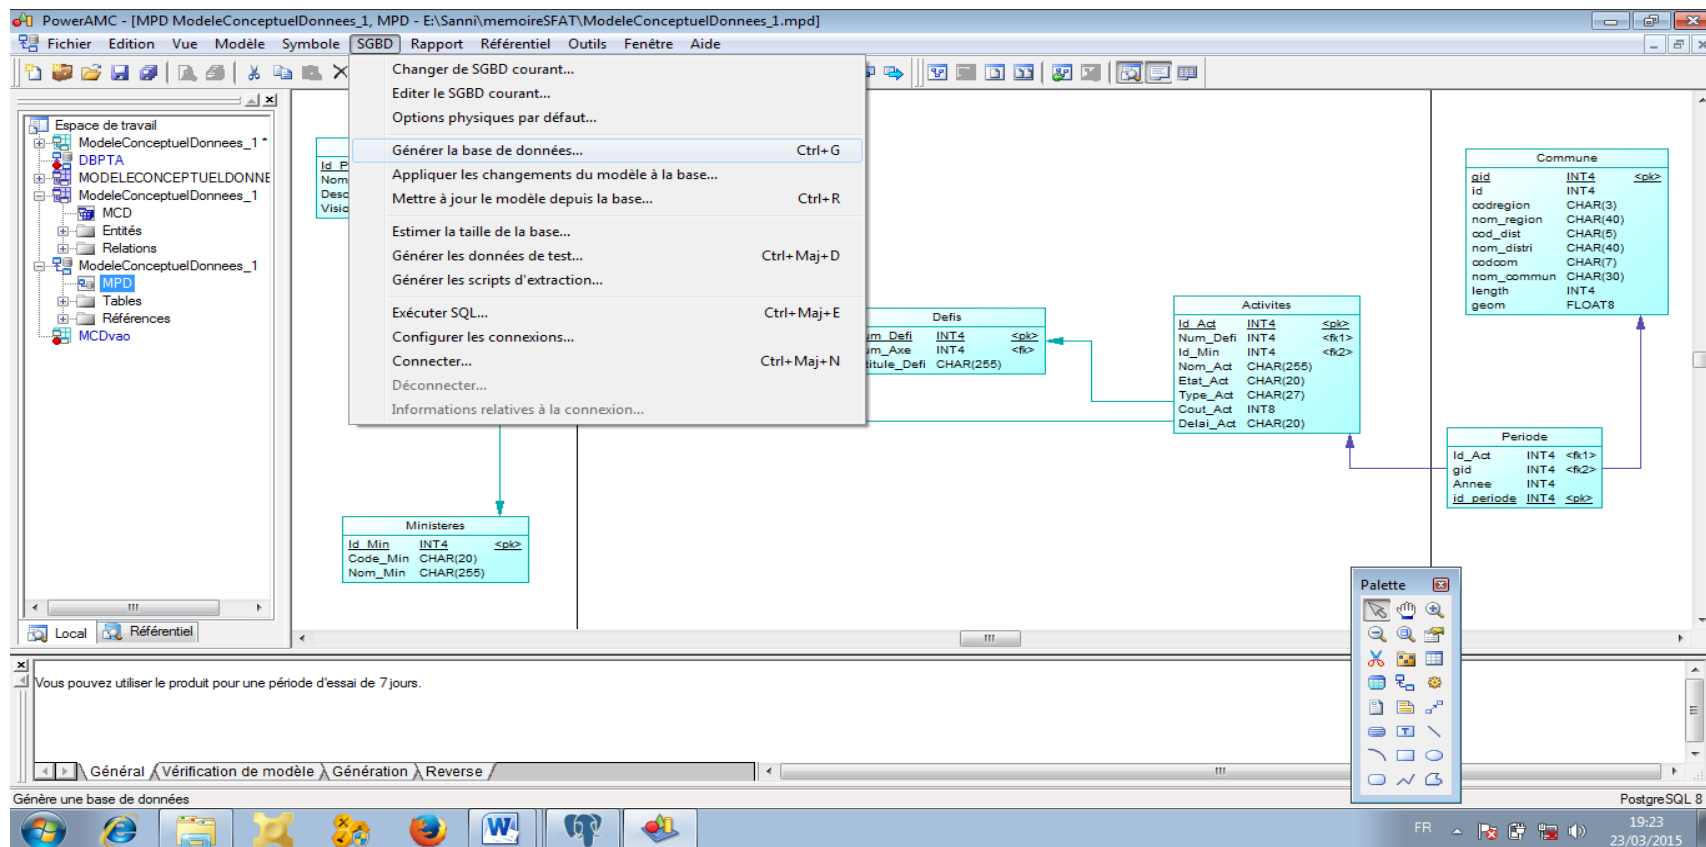 PowerAMC - [MPD ModeleConceptuelDonnees_1, MPD - E:\Sanni\memoireSFAT\ModeleConceptuelDonnees_1.mpd]
Fichier Edition Vue Modèle Symbole SGBD Rapport Référentiel Outils Fenêtre Aide
Changer de SGBD courant...
Editer le SGBD courant...
Options physiques par défaut...
Générer la base de données... Ctrl+G
Appliquer les changements du modèle à la base...
Mettre à jour le modèle depuis la base... Ctrl+R
Estimer la taille de la base...
Générer les données de test... Ctrl+Maj+D
Générer les scripts d'extraction...
Exécuter SQL... Ctrl+Maj+E
Configurer les connexions...
Connecter... Ctrl+Maj+N
Déconnecter...
Informations relatives à la connexion...
Espace de travail
ModeleConceptuelDonnees_1 *
DBPTA
MODELECONCEPTUELDONNE
ModeleConceptuelDonnees_1
MCD
Entités
Relations
ModeleConceptuelDonnees_1
MPD
Tables
Références
MCDvao
Local Référentiel
Id_P
Nom
Desc
Visio
Defis
um_Defi INT4 <pk>
um_Axe INT4 <fk>
titule_Defi CHAR(255)
Activites
Id_Act INT4 <pk>
Num_Defi INT4 <fk1>
Id_Min INT4 <fk2>
Nom_Act CHAR(255)
Etat_Act CHAR(20)
Type_Act CHAR(27)
Cout_Act INT8
Delai_Act CHAR(20)
Commune
gid INT4 <pk>
id INT4
codregion CHAR(3)
nom_region CHAR(40)
cod_dist CHAR(5)
nom_distri CHAR(40)
codcom CHAR(7)
nom_commun CHAR(30)
length INT4
geom FLOAT8
Periode
Id_Act INT4 <fk1>
gid INT4 <fk2>
Annee INT4
id_periode INT4 <pk>
Ministeres
Id_Min INT4 <pk>
Code_Min CHAR(20)
Nom_Min CHAR(255)
Palette
Vous pouvez utiliser le produit pour une période d'essai de 7 jours.
Général Vérification de modèle Génération Reverse
Génère une base de données
PostgreSQL 8
FR
19:23
23/03/2015